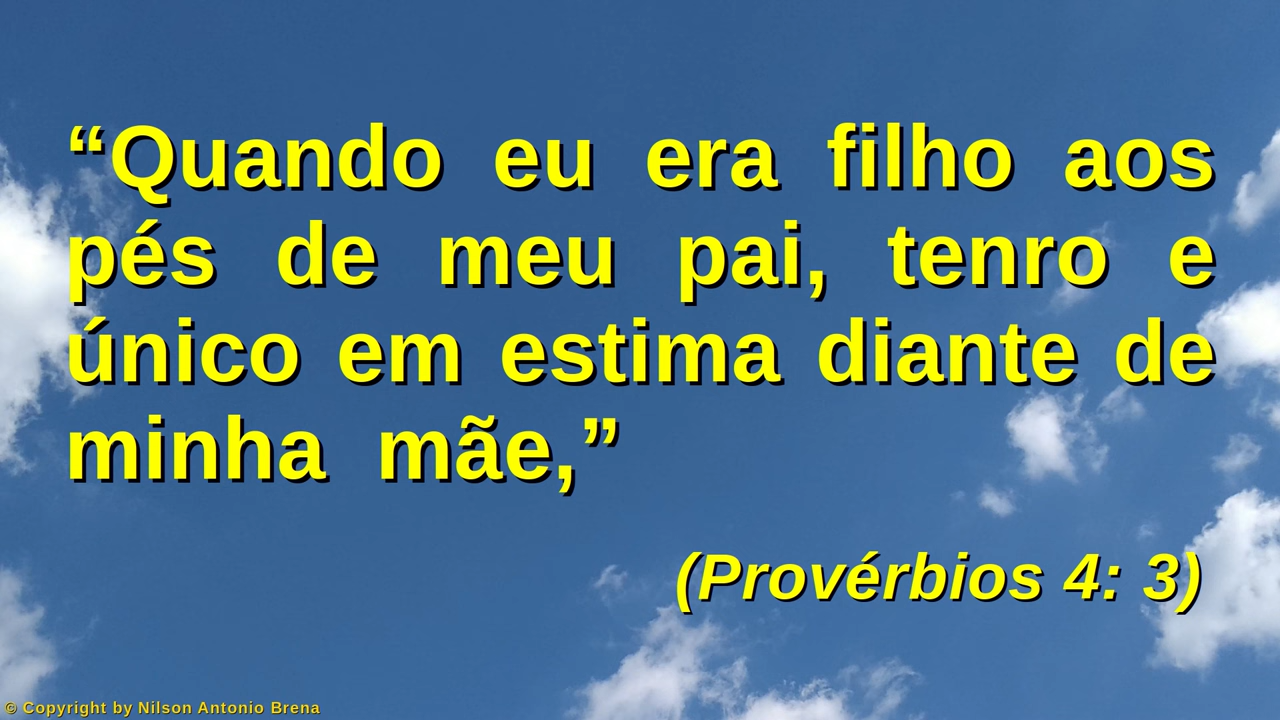 “Quando eu era filho aos
pés de meu pai, tenro e
único em estima diante de
minha mãe,”
(Provérbios 4: 3)
© Copyright by Nilson Antonio Brena